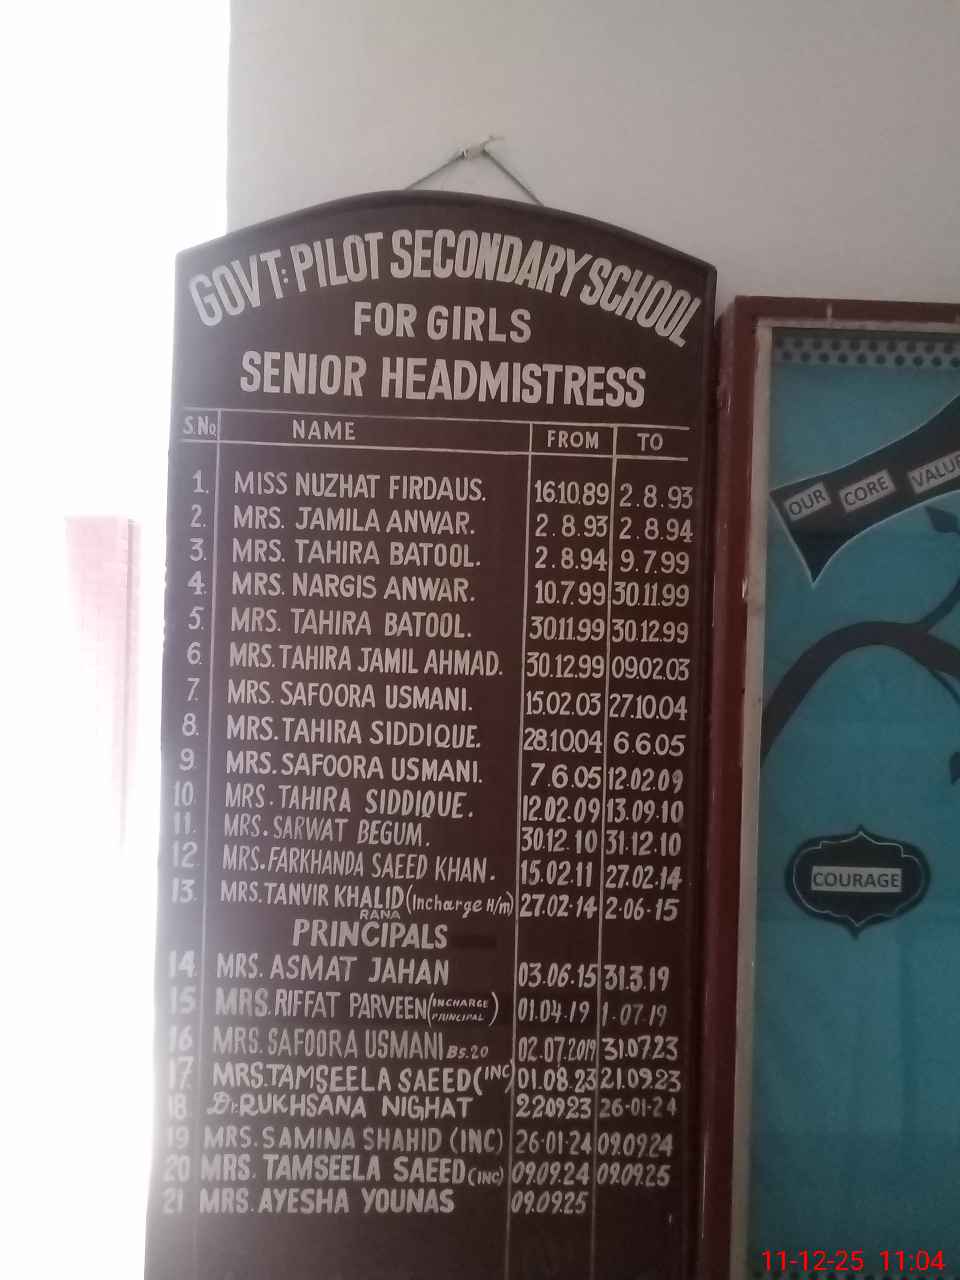 GOVT: PILOT SECONDARY SCHOOL
FOR GIRLS
SENIOR HEADMISTRESS
S.No NAME FROM TO
1. MISS NUZHAT FIRDAUS. 16.10.89 2.8.93
2. MRS. JAMILA ANWAR. 2.8.93 2.8.94
3. MRS. TAHIRA BATOOL. 2.8.94 9.7.99
4. MRS. NARGIS ANWAR. 10.7.99 30.11.99
5. MRS. TAHIRA BATOOL. 30.11.99 30.12.99
6. MRS. TAHIRA JAMIL AHMAD. 30.12.99 09.02.03
7. MRS. SAFOORA USMANI. 15.02.03 27.10.04
8. MRS. TAHIRA SIDDIQUE. 28.10.04 6.6.05
9. MRS. SAFOORA USMANI. 7.6.05 12.02.09
10. MRS. TAHIRA SIDDIQUE. 12.02.09 13.09.10
11. MRS. SARWAT BEGUM. 30.12.10 31.12.10
12. MRS. FARKHANDA SAEED KHAN. 15.02.11 27.02.14
13. MRS. TANVIR KHALID (Incharge H/m) 27.02.14 2.06.15
RANA
PRINCIPALS
14. MRS. ASMAT JAHAN 03.06.15 31.3.19
15 MRS. RIFFAT PARVEEN (INCHARGE PRINCIPAL) 01.04.19 1.07.19
16 MRS. SAFOORA USMANI Bs.20 02.07.2019 31.07.23
17. MRS. TAMSEELA SAEED (INC) 01.08.23 21.09.23
18. Dr. RUKHSANA NIGHAT 220923 26-01-24
19 MRS. SAMINA SHAHID (INC) 26.01.24 09.09.24
20 MRS. TAMSEELA SAEED (INC) 09.09.24 09.09.25
21 MRS. AYESHA YOUNAS 09.09.25
OUR CORE VALUE
COURAGE
11-12-25 11:04